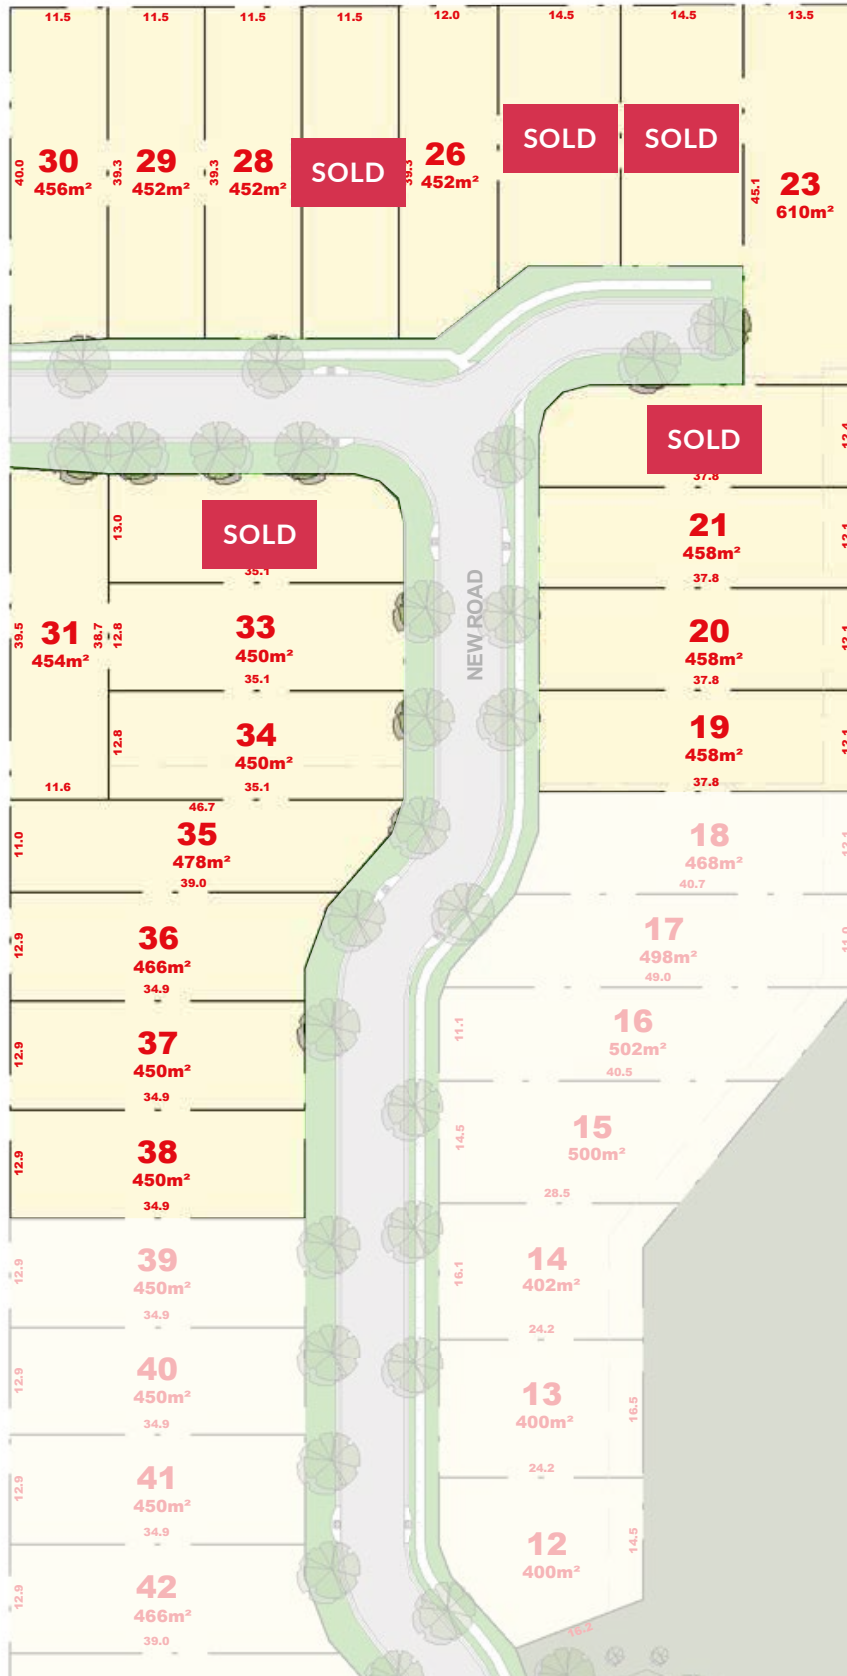 11.5 11.5 11.5 11.5 12.0 14.5 14.5 13.5
SOLD SOLD
40.0 30 39.3 29 39.3 28 SOLD 39.3 26
456m² 452m² 452m² 452m²
45.1 23
610m²
SOLD
37.8
13.0
SOLD
35.1
21
458m²
37.8
13.1
NEW ROAD
39.5 31 38.7
454m²
12.8 33
450m²
35.1
20
458m²
37.8
13.1
12.8 34
450m²
35.1
19
458m²
37.8
13.1
11.6
46.7
11.0 35
478m²
39.0
18
468m²
40.7
13.1
12.9 36
466m²
34.9
17
498m²
49.0
11.1 16
502m²
40.5
12.9 37
450m²
34.9
14.5 15
500m²
28.5
12.9 38
450m²
34.9
12.9 39
450m²
34.9
16.1 14
402m²
24.2
12.9 40
450m²
34.9
13 16.5
400m²
24.2
12.9 41
450m²
34.9
12 14.5
400m²
12.9 42
466m²
39.0